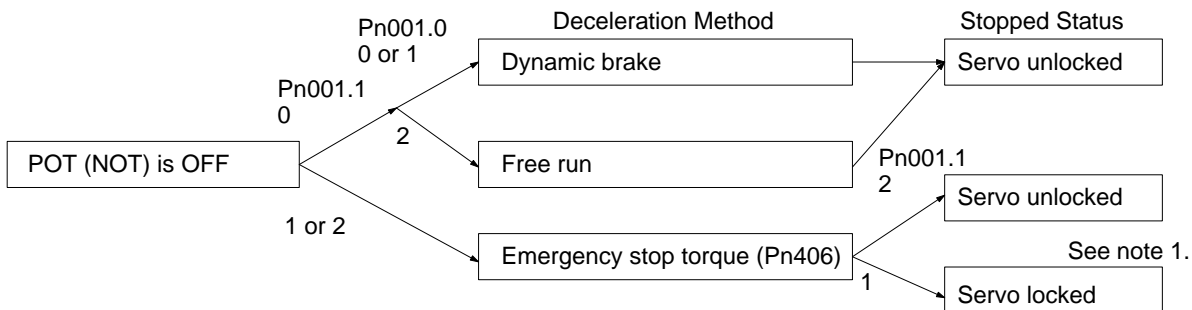 Deceleration Method
Stopped Status
Pn001.0
0 or 1
Dynamic brake
Servo unlocked
Pn001.1
0
2
POT (NOT) is OFF
Free run
Pn001.1
2
Servo unlocked
1 or 2
Emergency stop torque (Pn406)
See note 1.
1
Servo locked